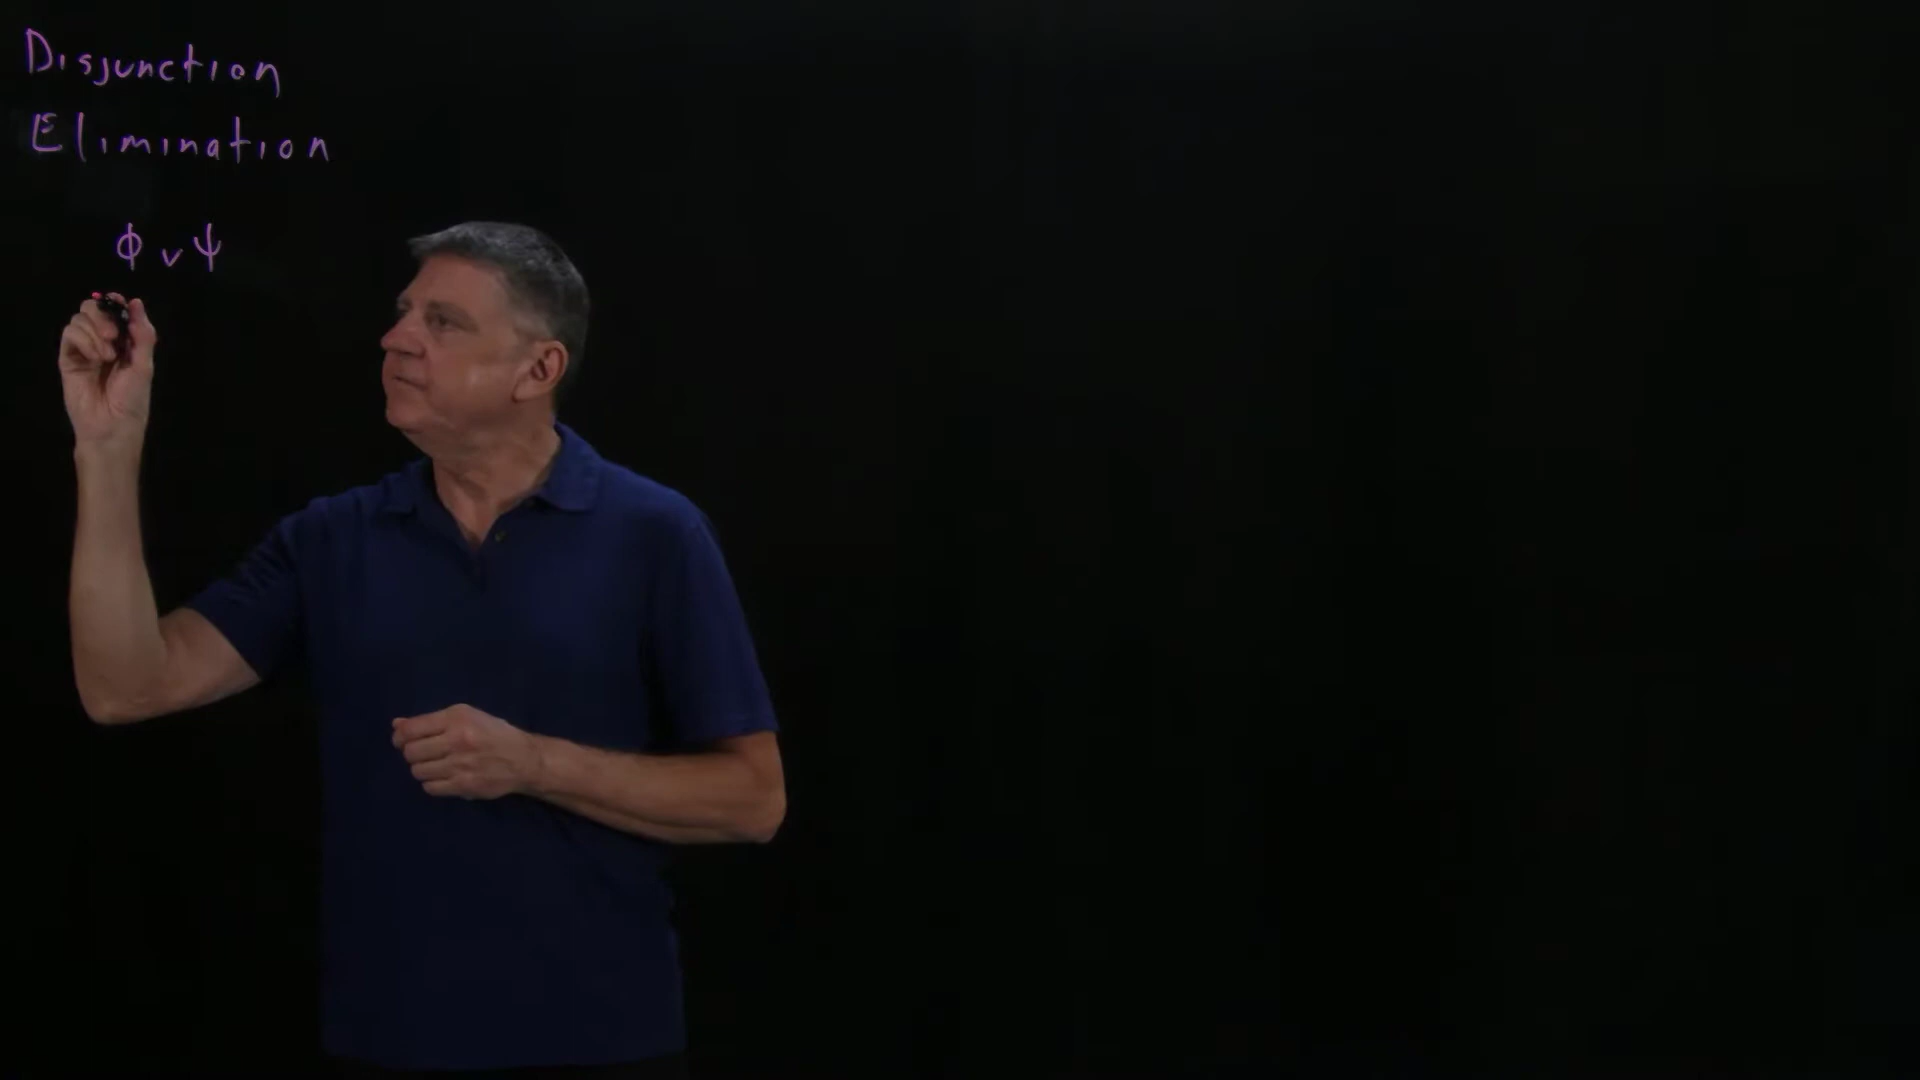 Disjunction
Elimination
Φ ∨ Ψ